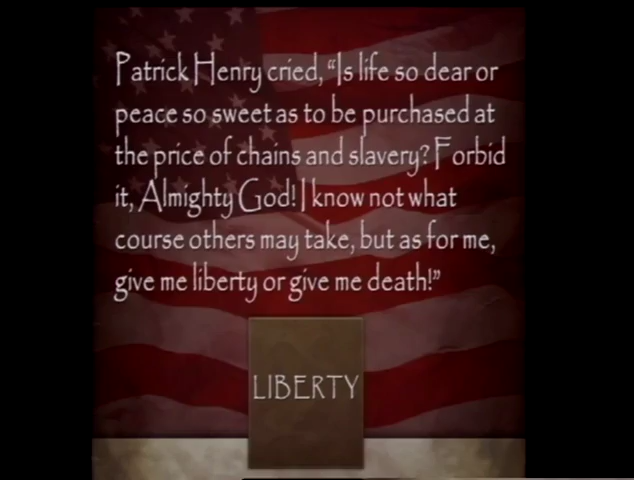 Patrick Henry cried, “Is life so dear or
peace so sweet as to be purchased at
the price of chains and slavery? Forbid
it, Almighty God! I know not what
course others may take, but as for me,
give me liberty or give me death!”
LIBERTY